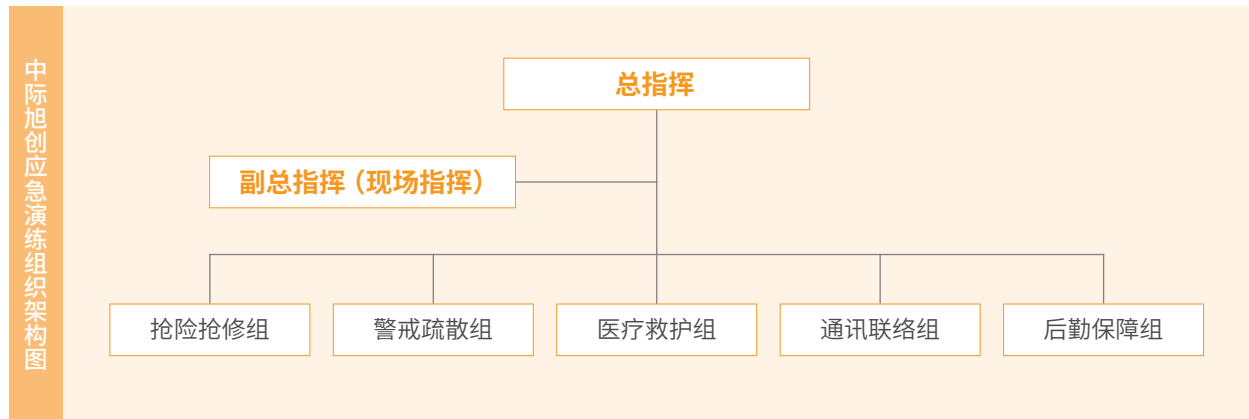 中际旭创应急演练组织架构图
总指挥
副总指挥（现场指挥）
抢险抢修组
警戒疏散组
医疗救护组
通讯联络组
后勤保障组